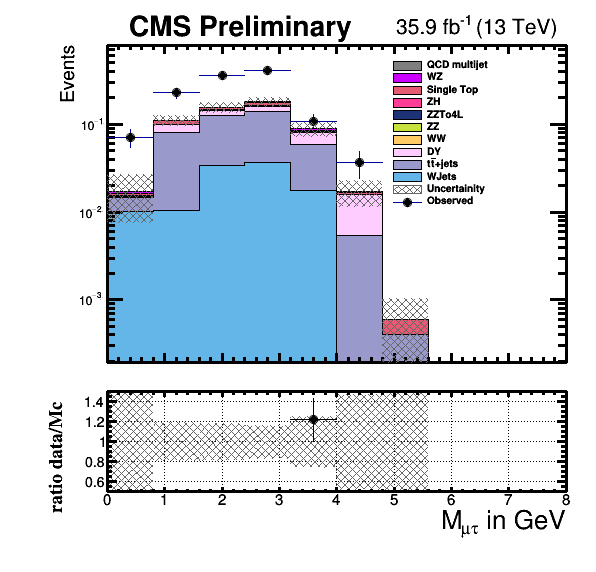 CMS Preliminary
35.9 fb⁻¹ (13 TeV)
Events
QCD multijet
WZ
Single Top
ZH
ZZTo4L
ZZ
WW
DY
tt̄+jets
WJets
Uncertainity
Observed
10⁻¹
10⁻²
10⁻³
ratio data/Mc
1.4
1.2
1
0.8
0.6
0 1 2 3 4 5 6 7 8
M_μτ in GeV